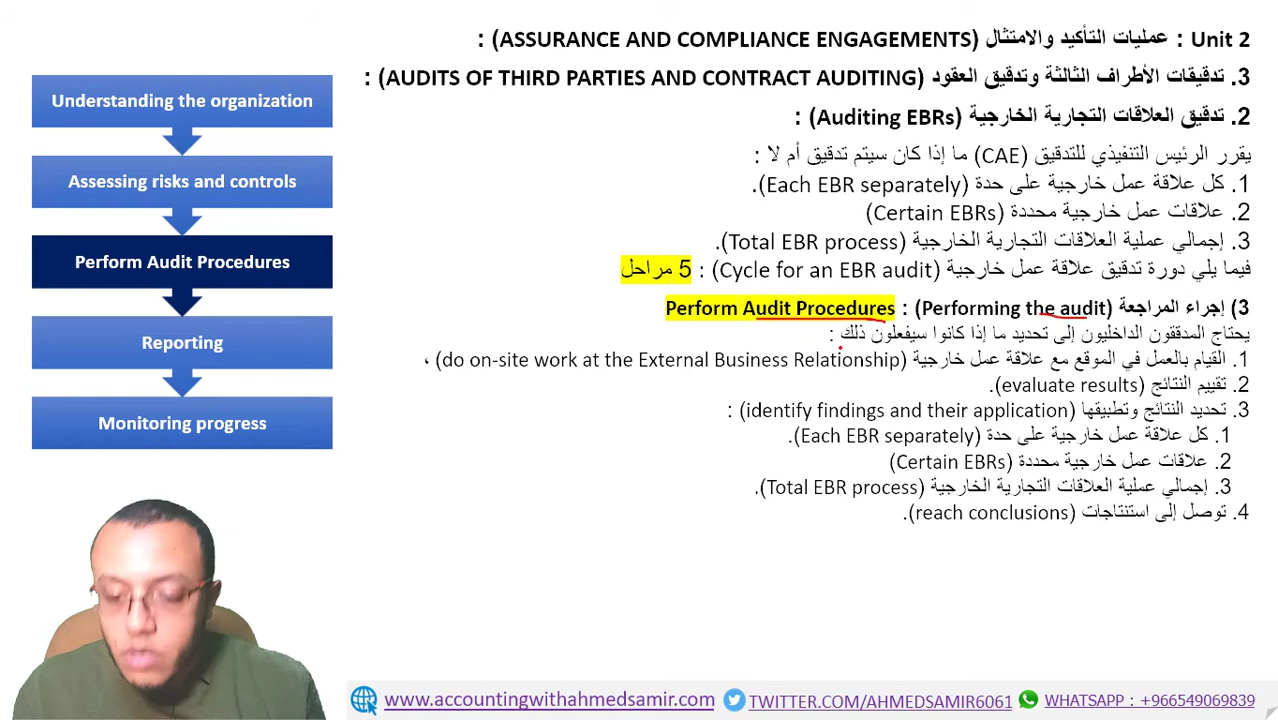 Unit 2 : عمليات التأكيد والامتثال (ASSURANCE AND COMPLIANCE ENGAGEMENTS) :
3. تدقيقات الأطراف الثالثة وتدقيق العقود (AUDITS OF THIRD PARTIES AND CONTRACT AUDITING) :
2. تدقيق العلاقات التجارية الخارجية (Auditing EBRs) :
يقرر الرئيس التنفيذي للتدقيق (CAE) ما إذا كان سيتم تدقيق أم لا :
1. كل علاقة عمل خارجية على حدة (Each EBR separately).
2. علاقات عمل خارجية محددة (Certain EBRs)
3. إجمالي عملية العلاقات التجارية الخارجية (Total EBR process).
فيما يلي دورة تدقيق علاقة عمل خارجية (Cycle for an EBR audit) : 5 مراحل
3) إجراء المراجعة (Performing the audit) : Perform Audit Procedures
يحتاج المدققون الداخليون إلى تحديد ما إذا كانوا سيفعلون ذلك :
1. القيام بالعمل في الموقع مع علاقة عمل خارجية (do on-site work at the External Business Relationship) ،
2. تقييم النتائج (evaluate results).
3. تحديد النتائج وتطبيقها (identify findings and their application) :
1. كل علاقة عمل خارجية على حدة (Each EBR separately).
2. علاقات عمل خارجية محددة (Certain EBRs)
3. إجمالي عملية العلاقات التجارية الخارجية (Total EBR process).
4. توصل إلى استنتاجات (reach conclusions).
Understanding the organization
Assessing risks and controls
Perform Audit Procedures
Reporting
Monitoring progress
www.accountingwithahmedsamir.com TWITTER.COM/AHMEDSAMIR6061 WHATSAPP : +966549069839